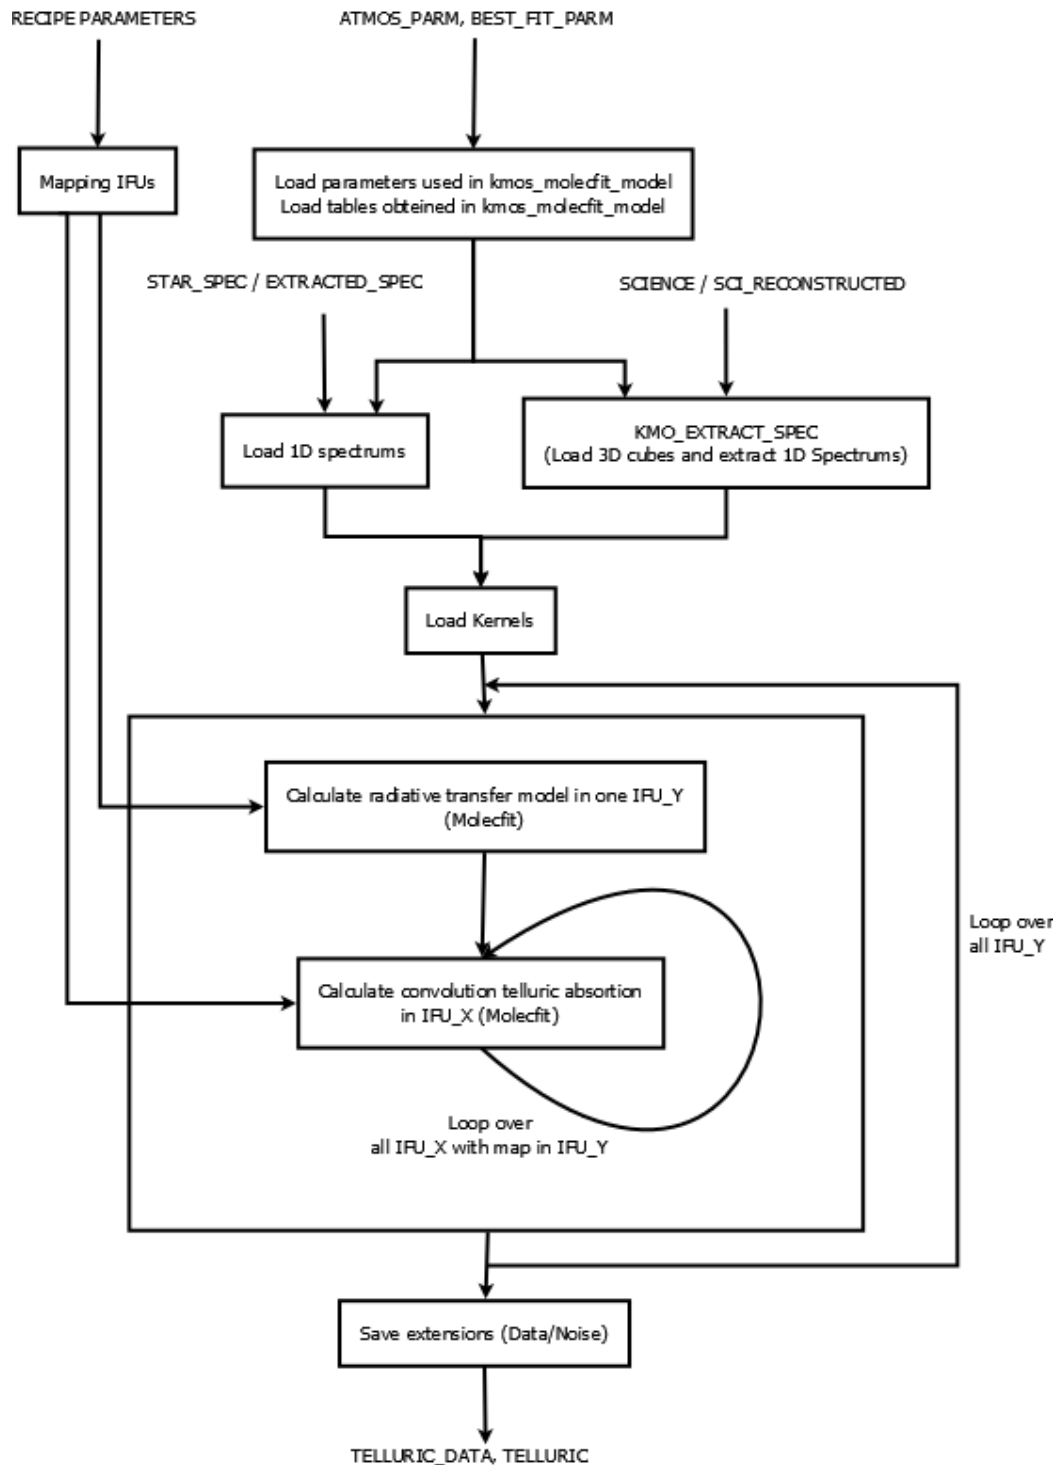 RECIPE PARAMETERS
ATMOS_PARM, BEST_FIT_PARM
Mapping IFUs
Load parameters used in kmos_molecfit_model
Load tables obteined in kmos_molecfit_model
STAR_SPEC / EXTRACTED_SPEC
SCIENCE / SCI_RECONSTRUCTED
Load 1D spectrums
KMO_EXTRACT_SPEC
(Load 3D cubes and extract 1D Spectrums)
Load Kernels
Calculate radiative transfer model in one IFU_Y
(Molecfit)
Loop over
all IFU_Y
Calculate convolution telluric absortion
in IFU_X (Molecfit)
Loop over
all IFU_X with map in IFU_Y
Save extensions (Data/Noise)
TELLURIC_DATA, TELLURIC